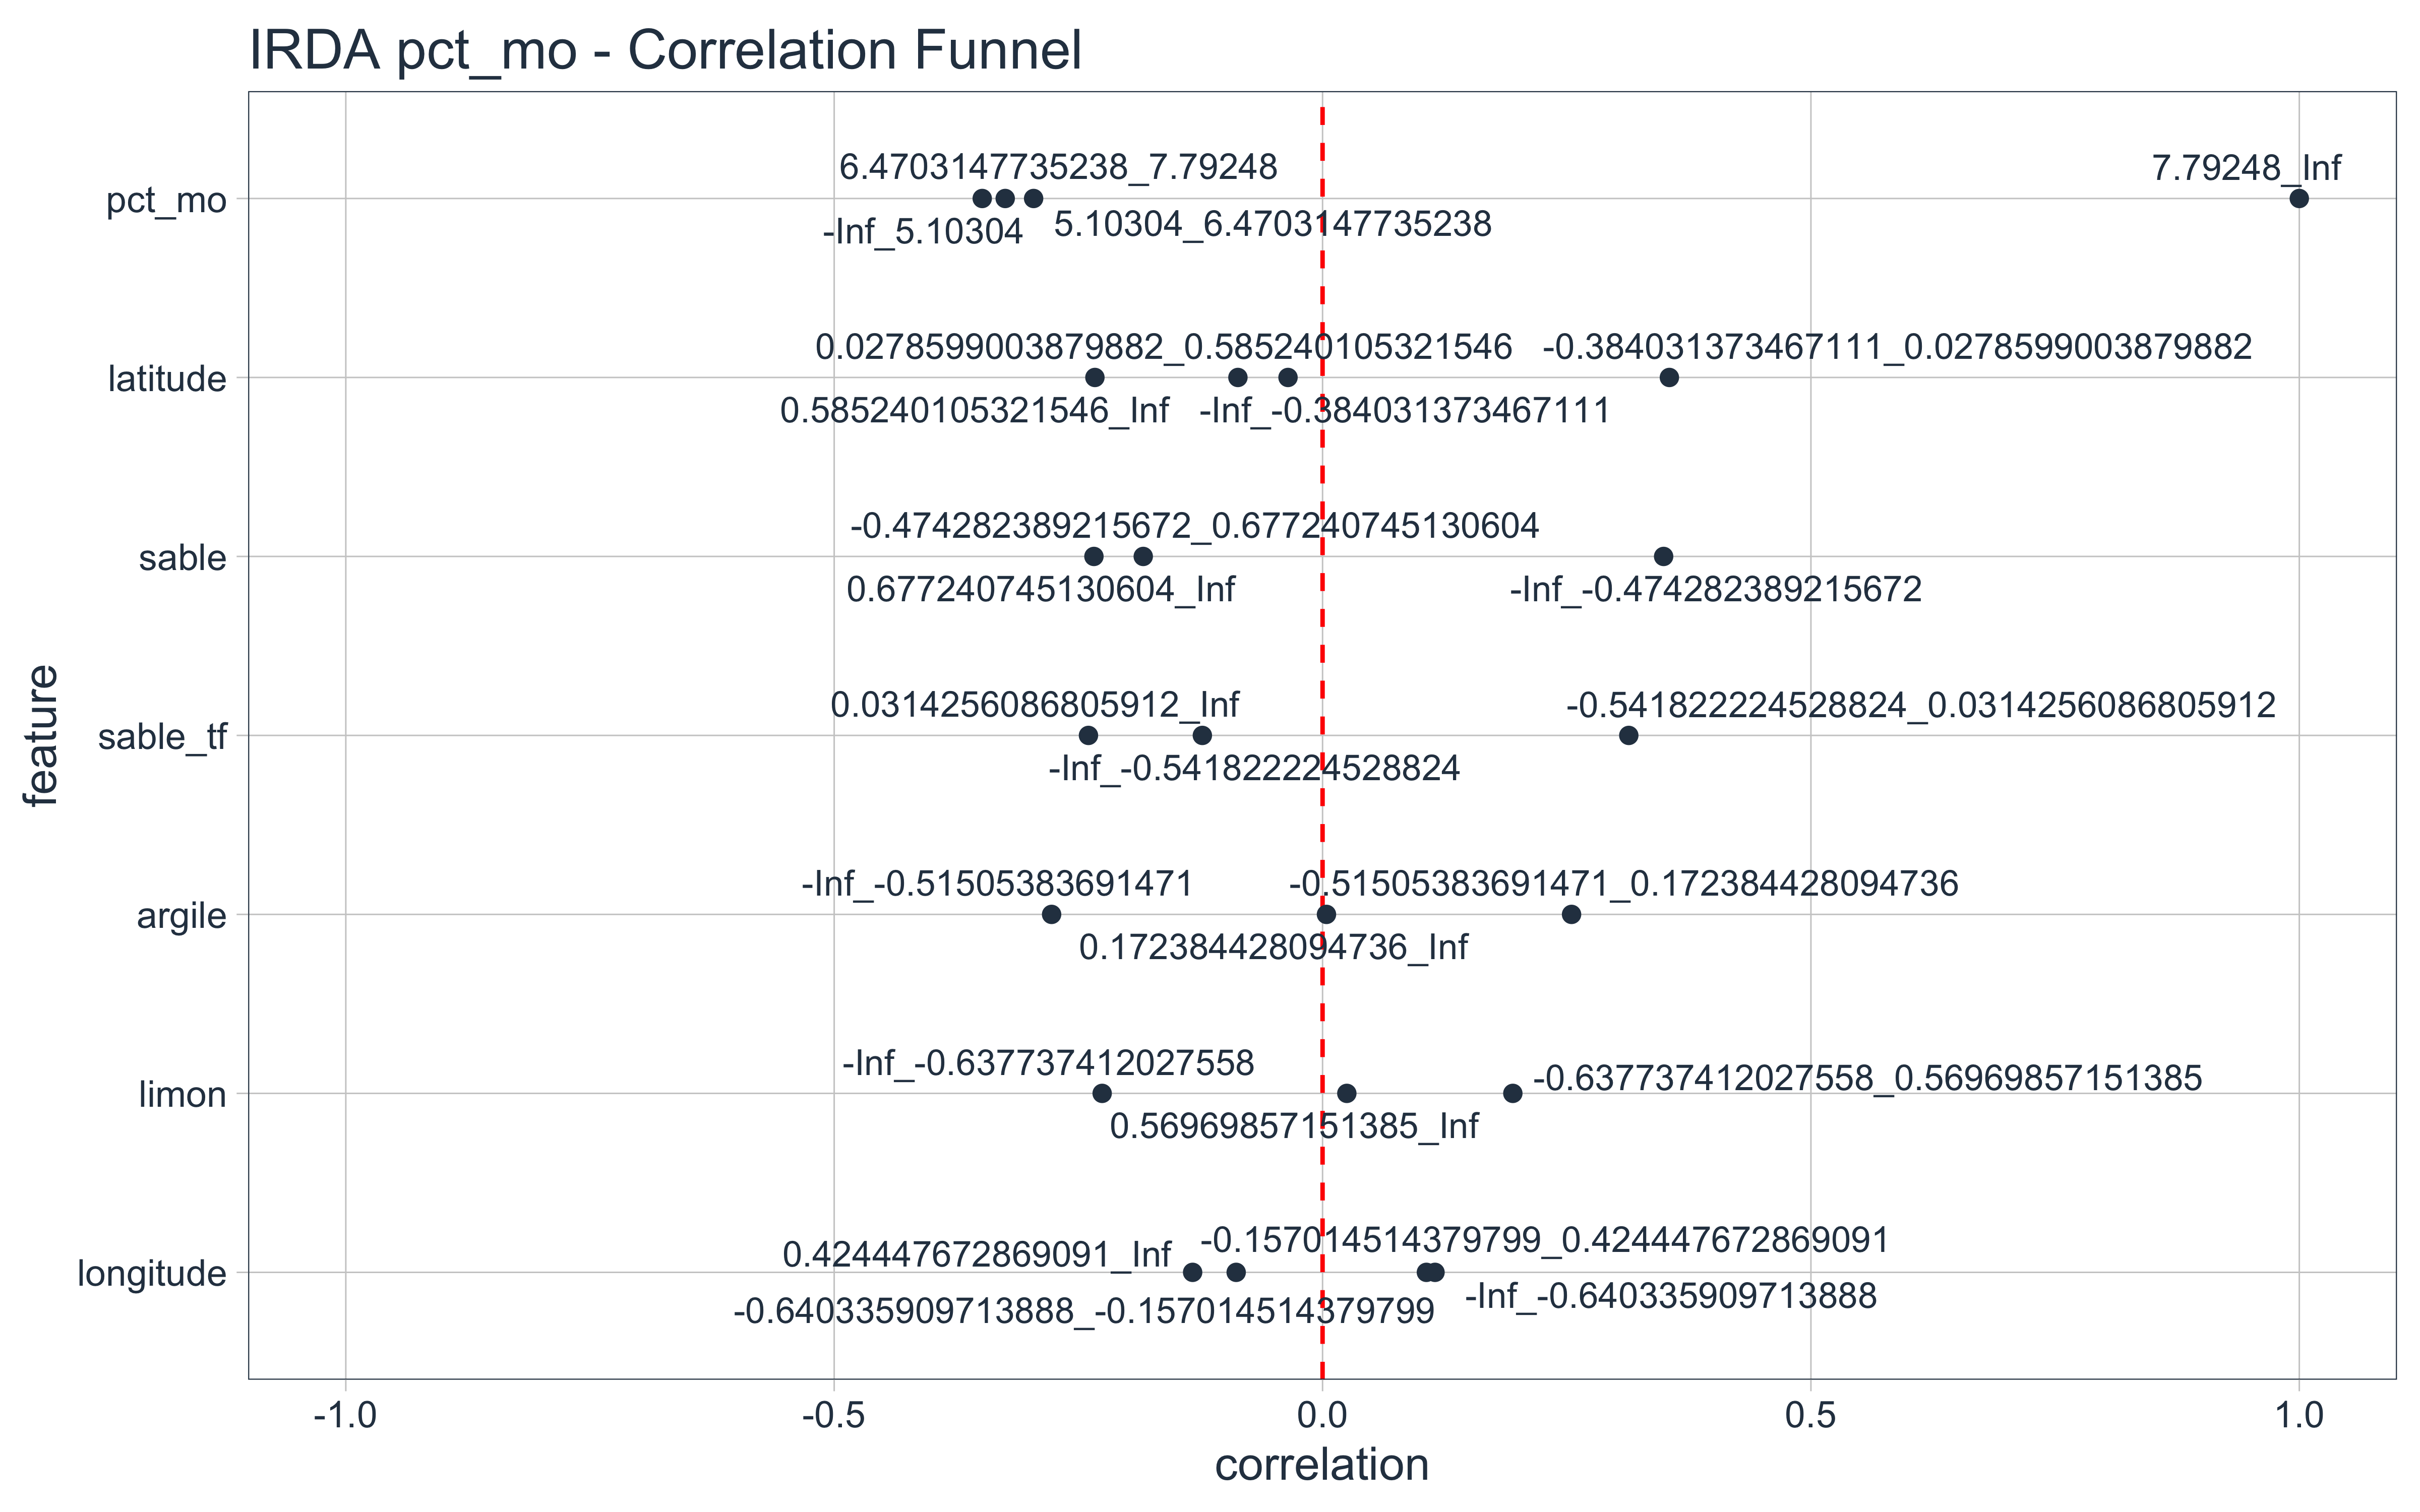 IRDA pct_mo - Correlation Funnel
6.4703147735238_7.79248
7.79248_Inf
pct_mo
-Inf_5.10304
5.10304_6.4703147735238
0.0278599003879882_0.585240105321546
-0.384031373467111_0.0278599003879882
latitude
0.585240105321546_Inf
-Inf_-0.384031373467111
-0.474282389215672_0.677240745130604
sable
0.677240745130604_Inf
-Inf_-0.474282389215672
0.0314256086805912_Inf
-0.541822224528824_0.0314256086805912
sable_tf
-Inf_-0.541822224528824
feature
-Inf_-0.51505383691471
-0.51505383691471_0.172384428094736
argile
0.172384428094736_Inf
-Inf_-0.637737412027558
-0.637737412027558_0.56969857151385
limon
0.56969857151385_Inf
-0.157014514379799_0.424447672869091
0.424447672869091_Inf
longitude
-Inf_-0.640335909713888
-0.640335909713888_-0.157014514379799
-1.0
-0.5
0.0
0.5
1.0
correlation